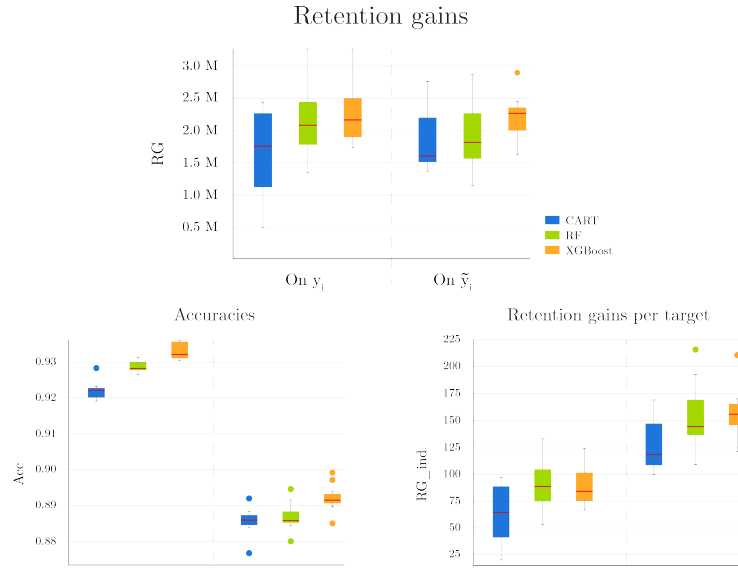 Retention gains
3.0 M
2.5 M
2.0 M
1.5 M
1.0 M
0.5 M
RG
CART
RF
XGBoost
On yᵢ
On ỹᵢ
Accuracies
0.93
0.92
0.91
0.90
0.89
0.88
Acc
Retention gains per target
225
200
175
150
125
100
75
50
25
RG_ind